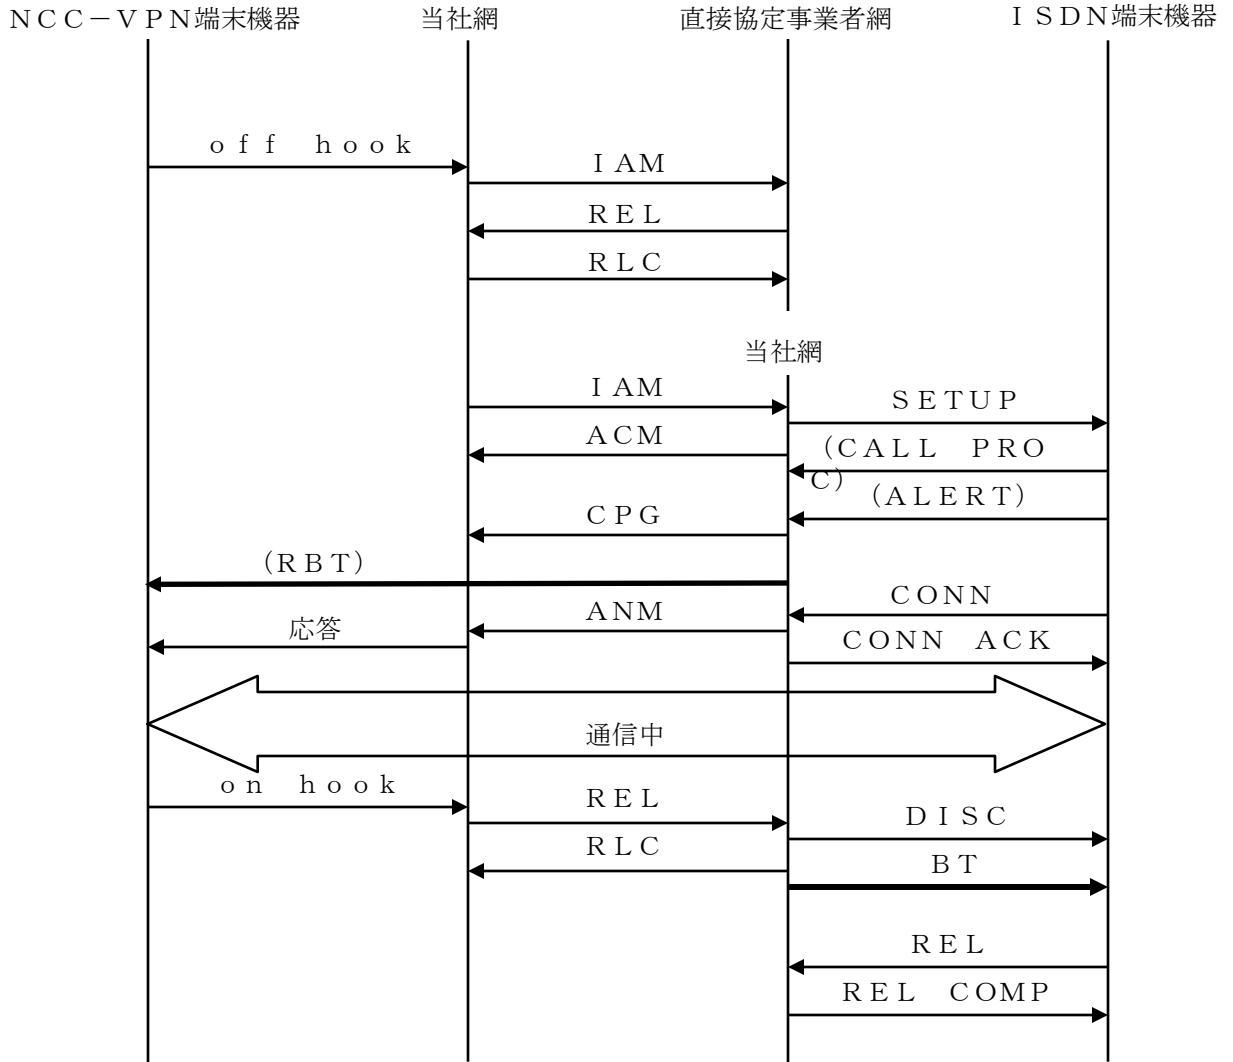 ＮＣＣ－ＶＰＮ端末機器
当社網
直接協定事業者網
ＩＳＤＮ端末機器
ｏｆｆ　ｈｏｏｋ
ＩＡＭ
ＲＥＬ
ＲＬＣ
当社網
ＩＡＭ
ＳＥＴＵＰ
ＡＣＭ
（ＣＡＬＬ　ＰＲＯ
Ｃ）
（ＡＬＥＲＴ）
ＣＰＧ
（ＲＢＴ）
ＣＯＮＮ
ＡＮＭ
応答
ＣＯＮＮ　ＡＣＫ
通信中
ｏｎ　ｈｏｏｋ
ＲＥＬ
ＤＩＳＣ
ＲＬＣ
ＢＴ
ＲＥＬ
ＲＥＬ　ＣＯＭＰ